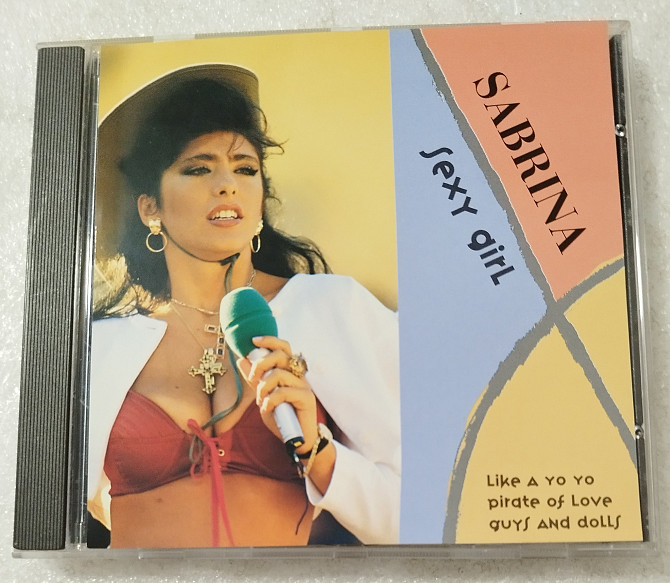 SABRINA
sexy girl
Like A yo yo
pirate of Love
guys And dolls